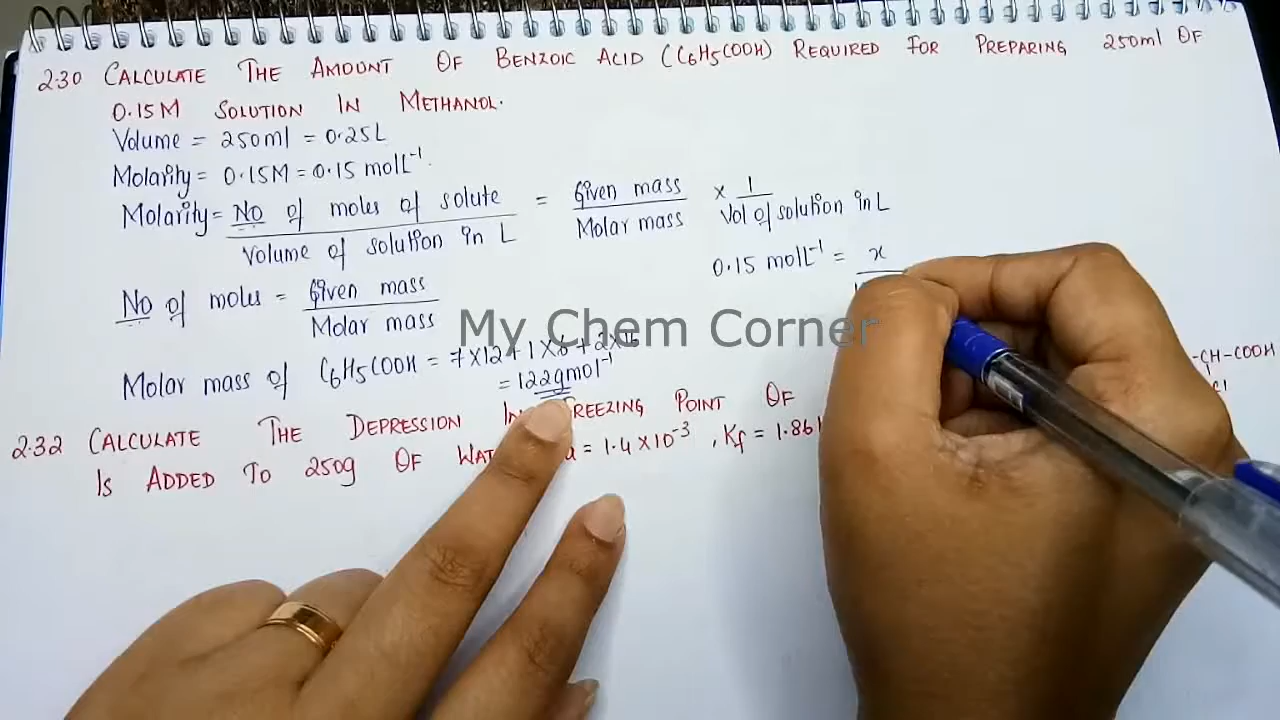 2.30 CALCULATE THE AMOUNT OF BENZOIC ACID (C6H5COOH) REQUIRED FOR PREPARING 250ml OF
0.15M SOLUTION IN METHANOL.
Volume = 250ml = 0.25L
Molarity = 0.15M = 0.15 molL⁻¹.
Molarity = No of moles of solute / Volume of solution in L = Given mass / Molar mass × 1 / Vol of solution in L
0.15 molL⁻¹ = x
No of moles = Given mass / Molar mass
My Chem Corner
Molar mass of C6H5COOH = 7×12+1×6+2×16
= 122gmol⁻¹
-CH-COOH
2.32 CALCULATE THE DEPRESSION IN FREEZING POINT OF
IS ADDED TO 250g OF = 1.4×10⁻³, Kf = 1.86